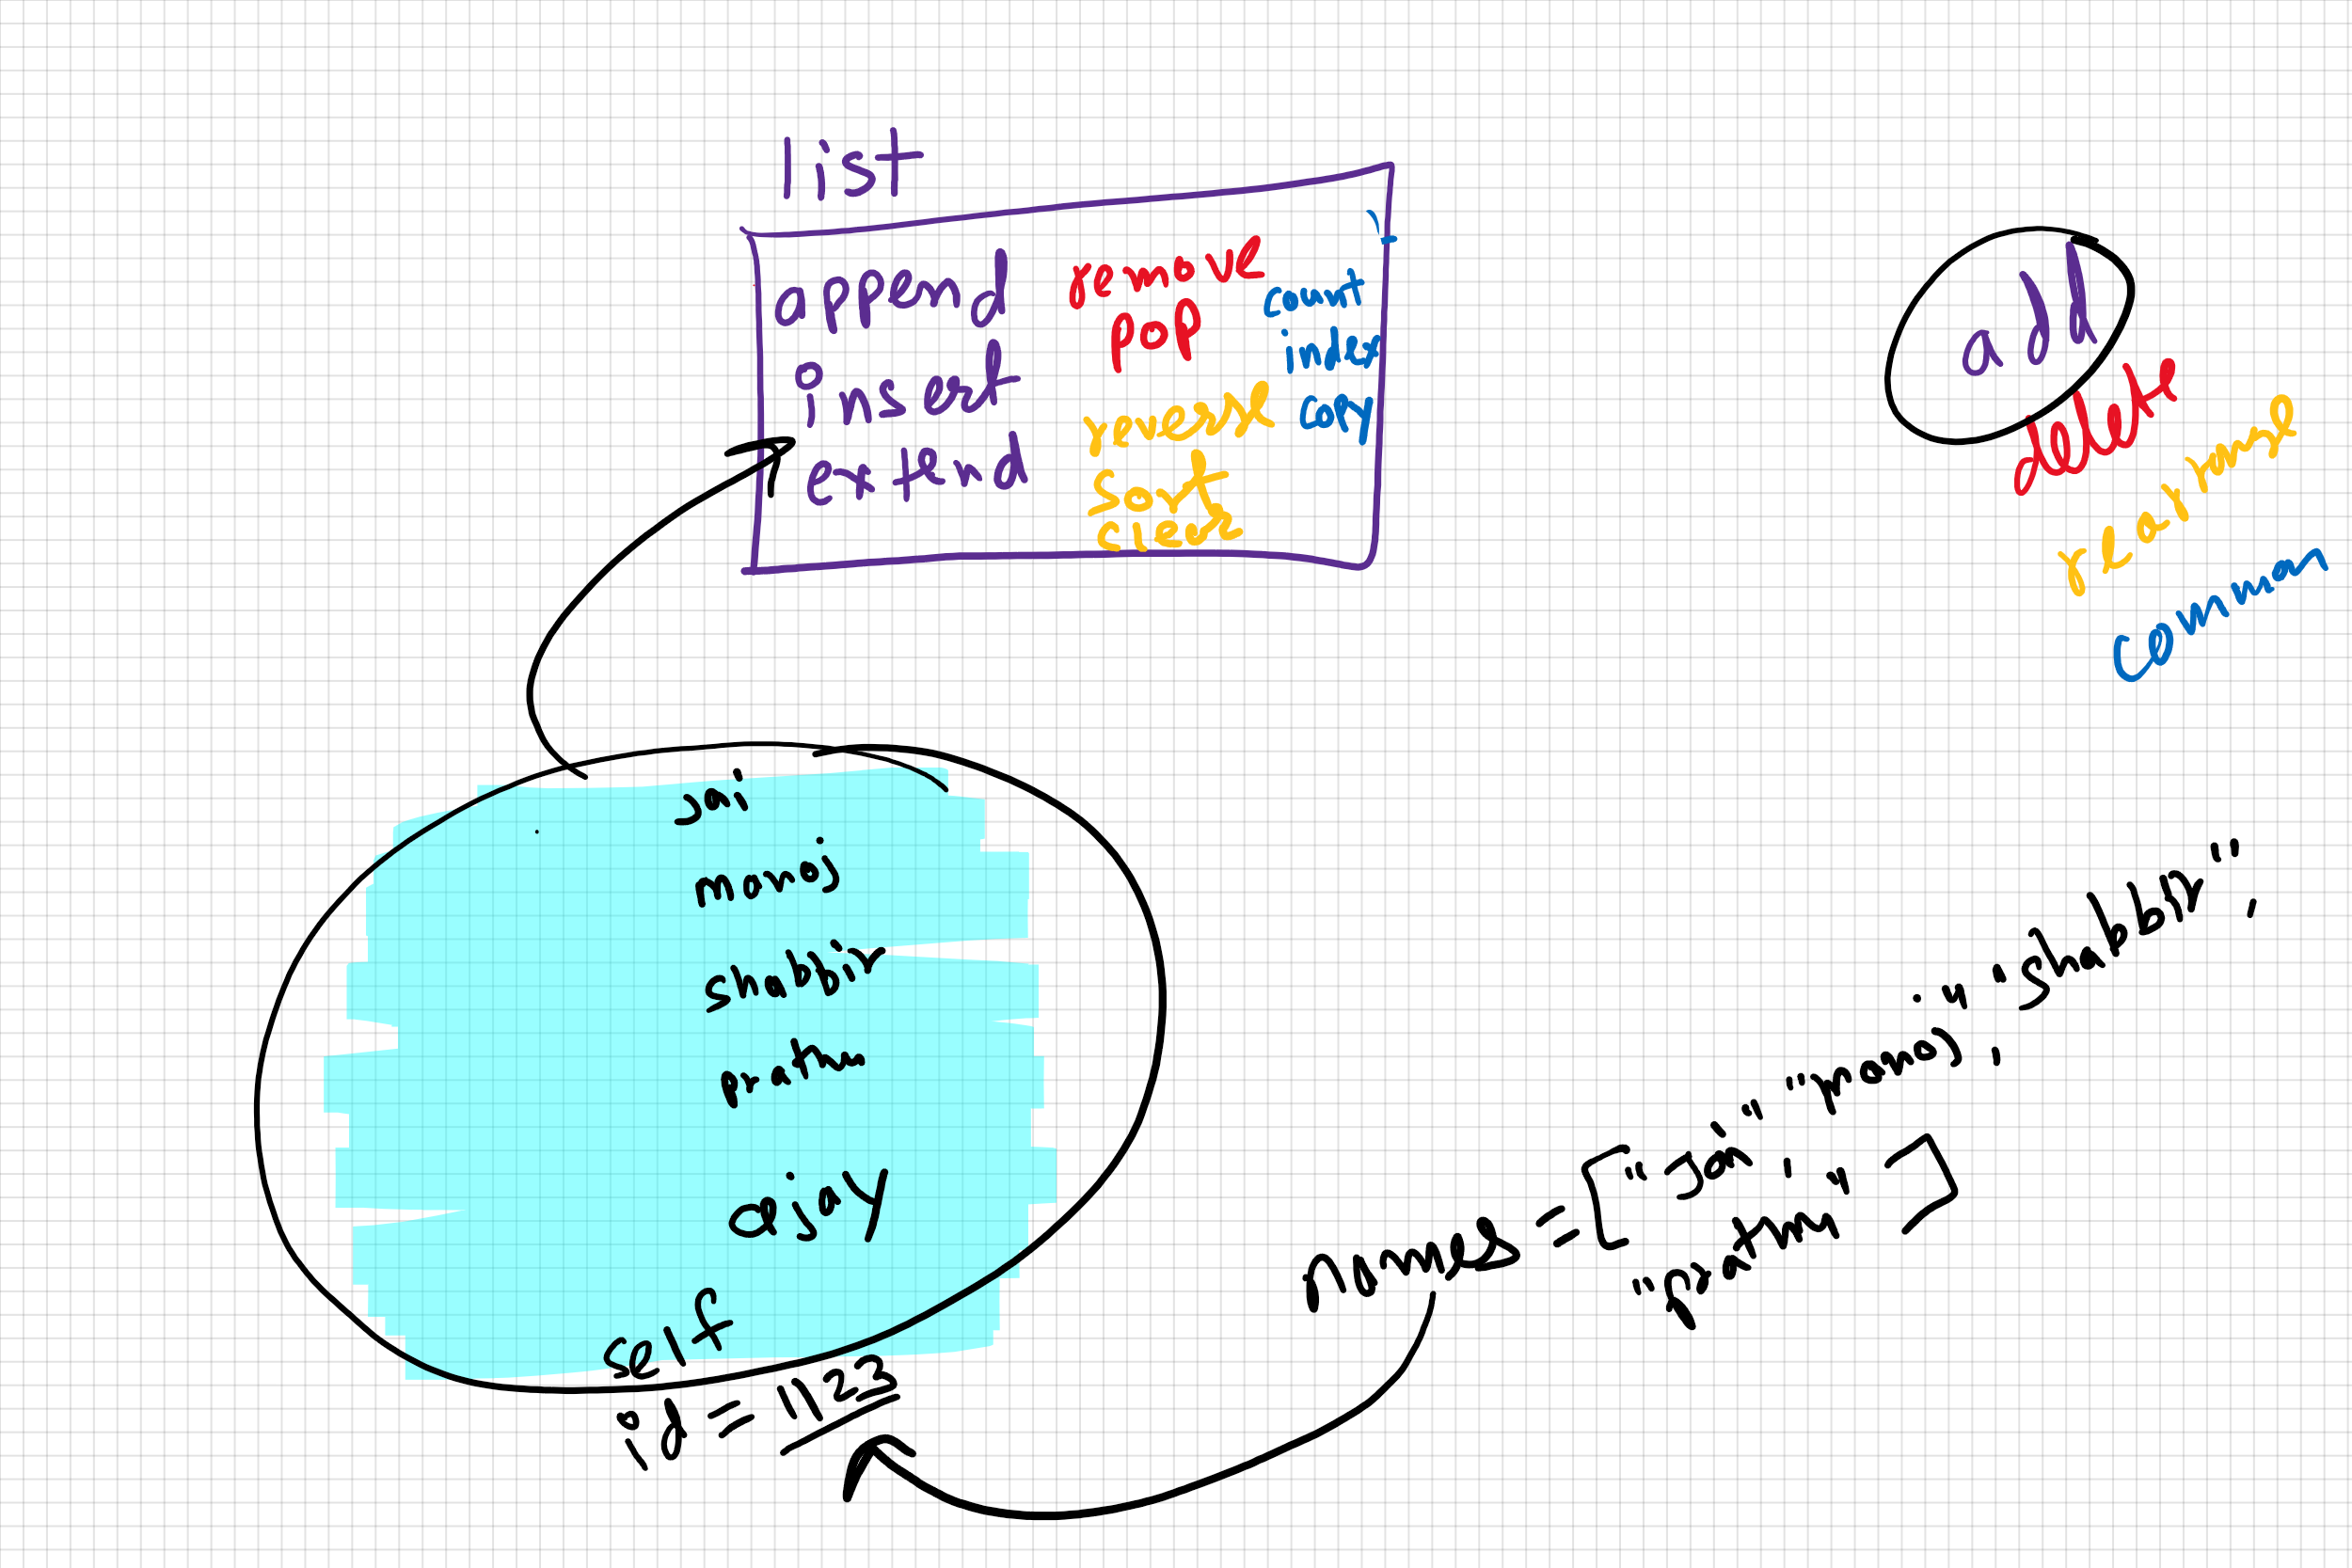 list
append
insert
extend
remove
pop
reverse
sort
clear
count
index
copy
add
delete
rearrange
common
Jai
manoj
shabbir
prathu
ajay
self
id = 1123
names = ["Jai", "manoj", "shabbir",
"prathu"]